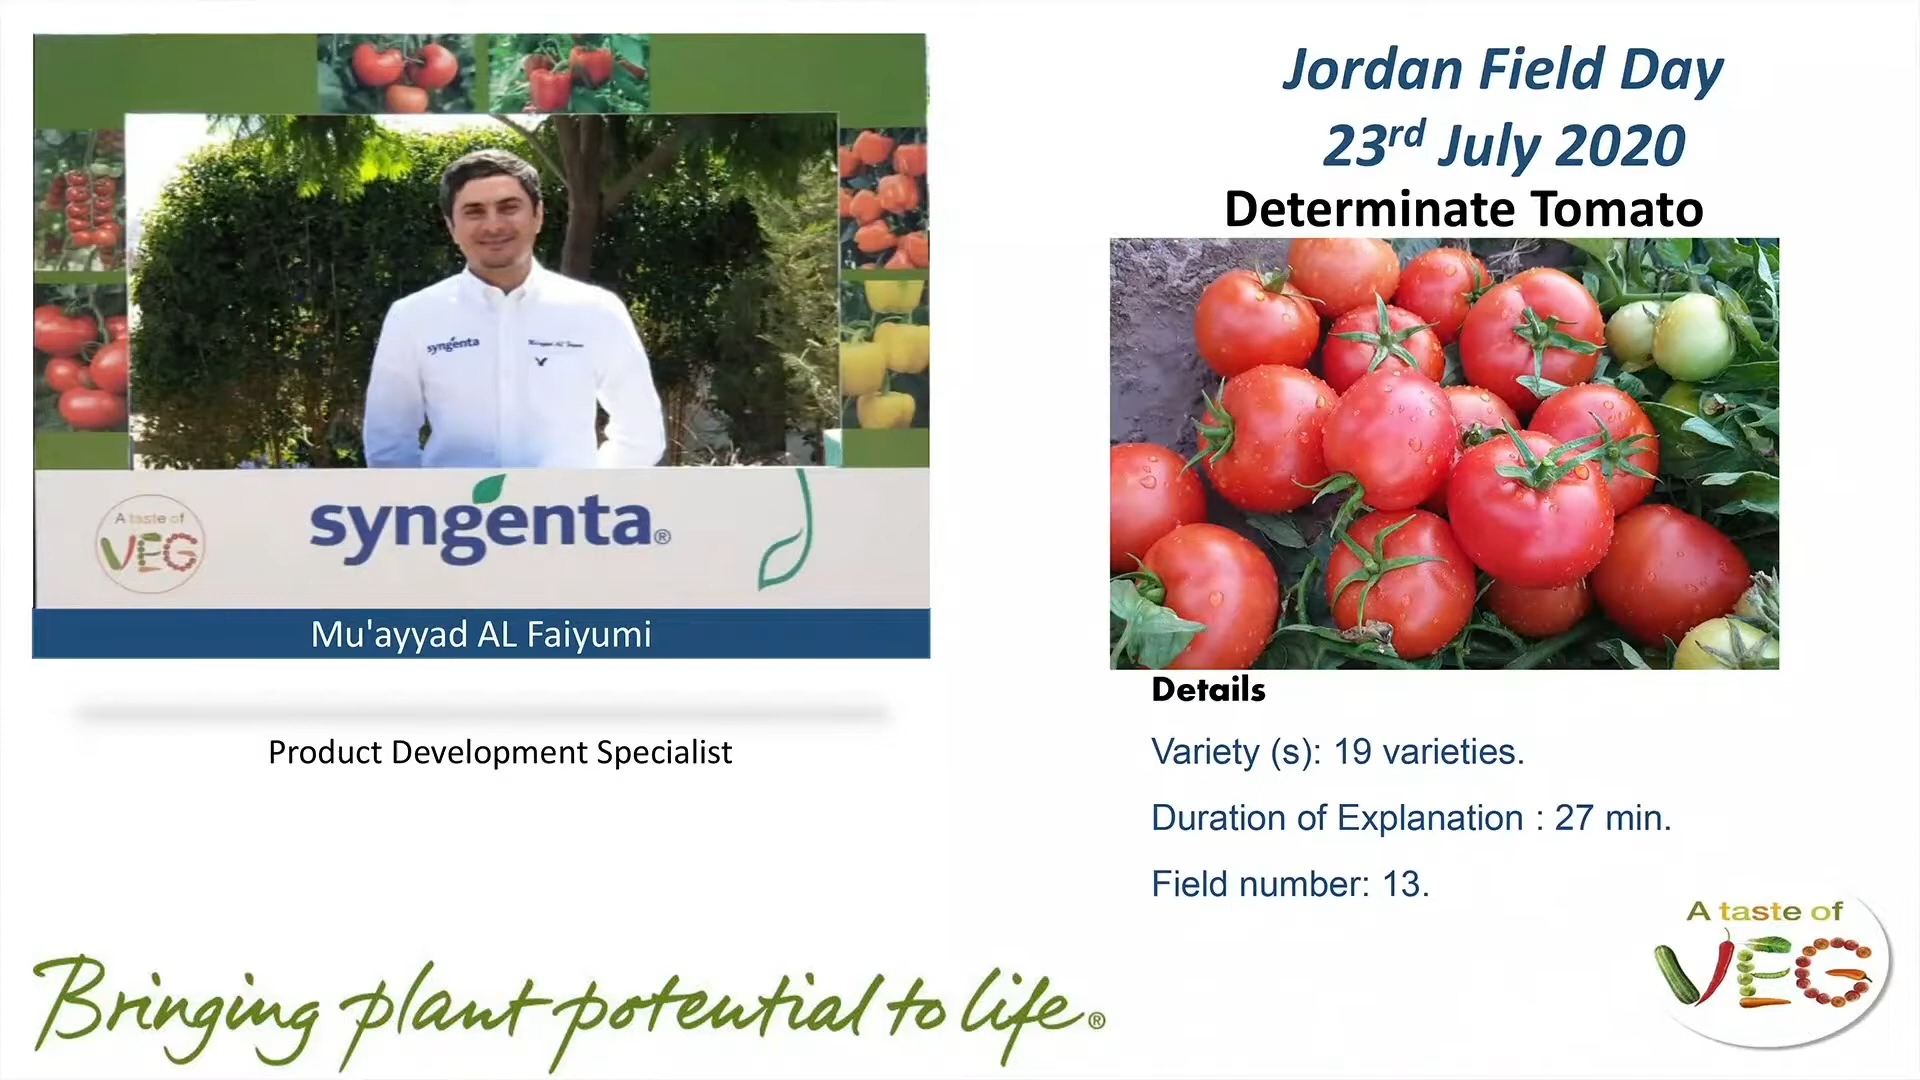 syngenta
A taste of
VEG
syngenta®
Mu'ayyad AL Faiyumi
Product Development Specialist
Jordan Field Day
23rd July 2020
Determinate Tomato
Details
Variety (s): 19 varieties.
Duration of Explanation : 27 min.
Field number: 13.
A taste of
VEG
Bringing plant potential to life®